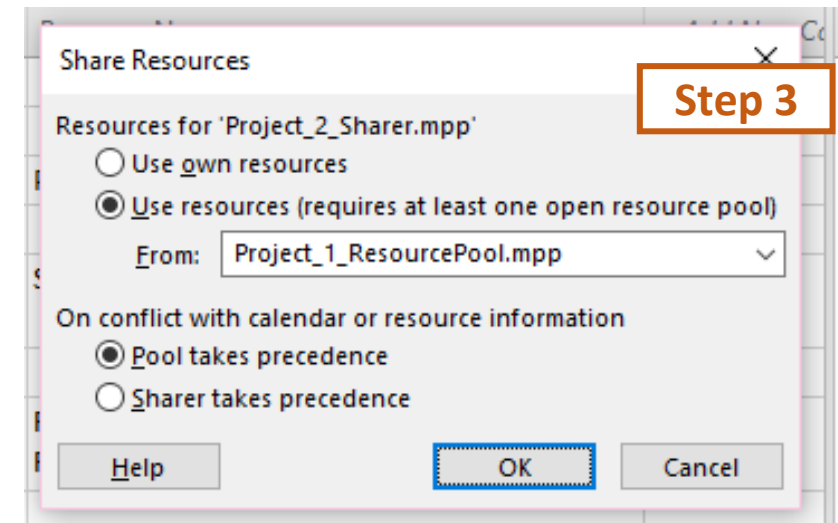 Share Resources
Step 3
Resources for 'Project_2_Sharer.mpp'
Use own resources
Use resources (requires at least one open resource pool)
From: Project_1_ResourcePool.mpp
On conflict with calendar or resource information
Pool takes precedence
Sharer takes precedence
Help OK Cancel